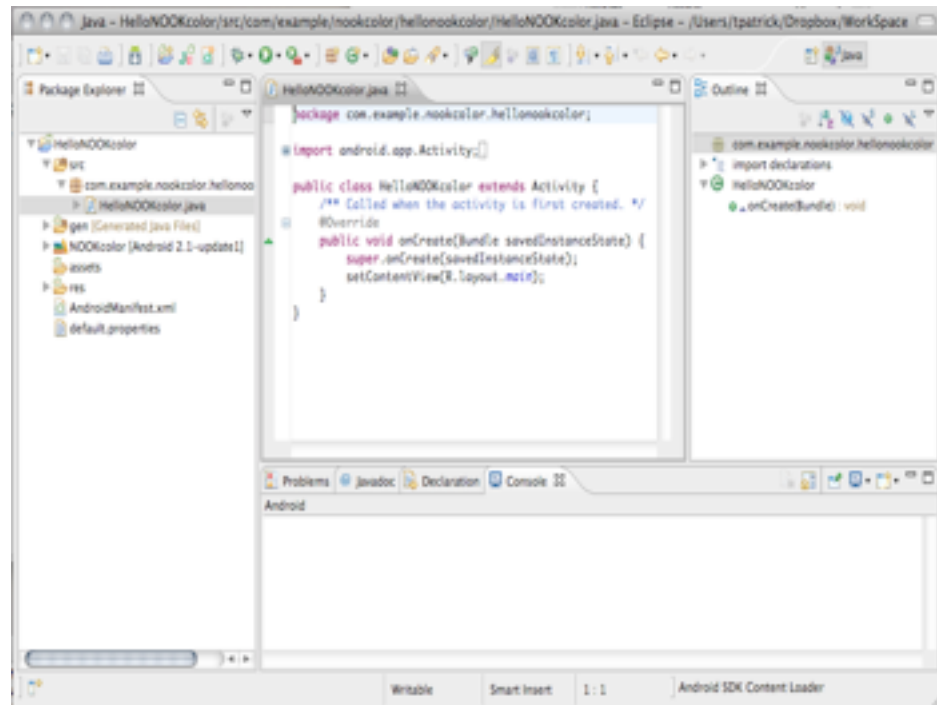 Java - HelloNOOKcolor/src/com/example/nookcolor/hellonookcolor/HelloNOOKcolor.java - Eclipse - /Users/tpatrick/Dropbox/WorkSpace
Java
Package Explorer
HelloNOOKcolor
src
com.example.nookcolor.hellonoo
HelloNOOKcolor.java
gen [Generated Java Files]
NOOKcolor [Android 2.1-update1]
assets
res
AndroidManifest.xml
default.properties
HelloNOOKcolor.java
package com.example.nookcolor.hellonookcolor;
import android.app.Activity;
public class HelloNOOKcolor extends Activity {
/** Called when the activity is first created. */
@Override
public void onCreate(Bundle savedInstanceState) {
super.onCreate(savedInstanceState);
setContentView(R.layout.main);
}
}
Outline
com.example.nookcolor.hellonookcolor
import declarations
HelloNOOKcolor
onCreate(Bundle) : void
Problems @ Javadoc Declaration Console
Android
Writable Smart Insert 1 : 1 Android SDK Content Loader